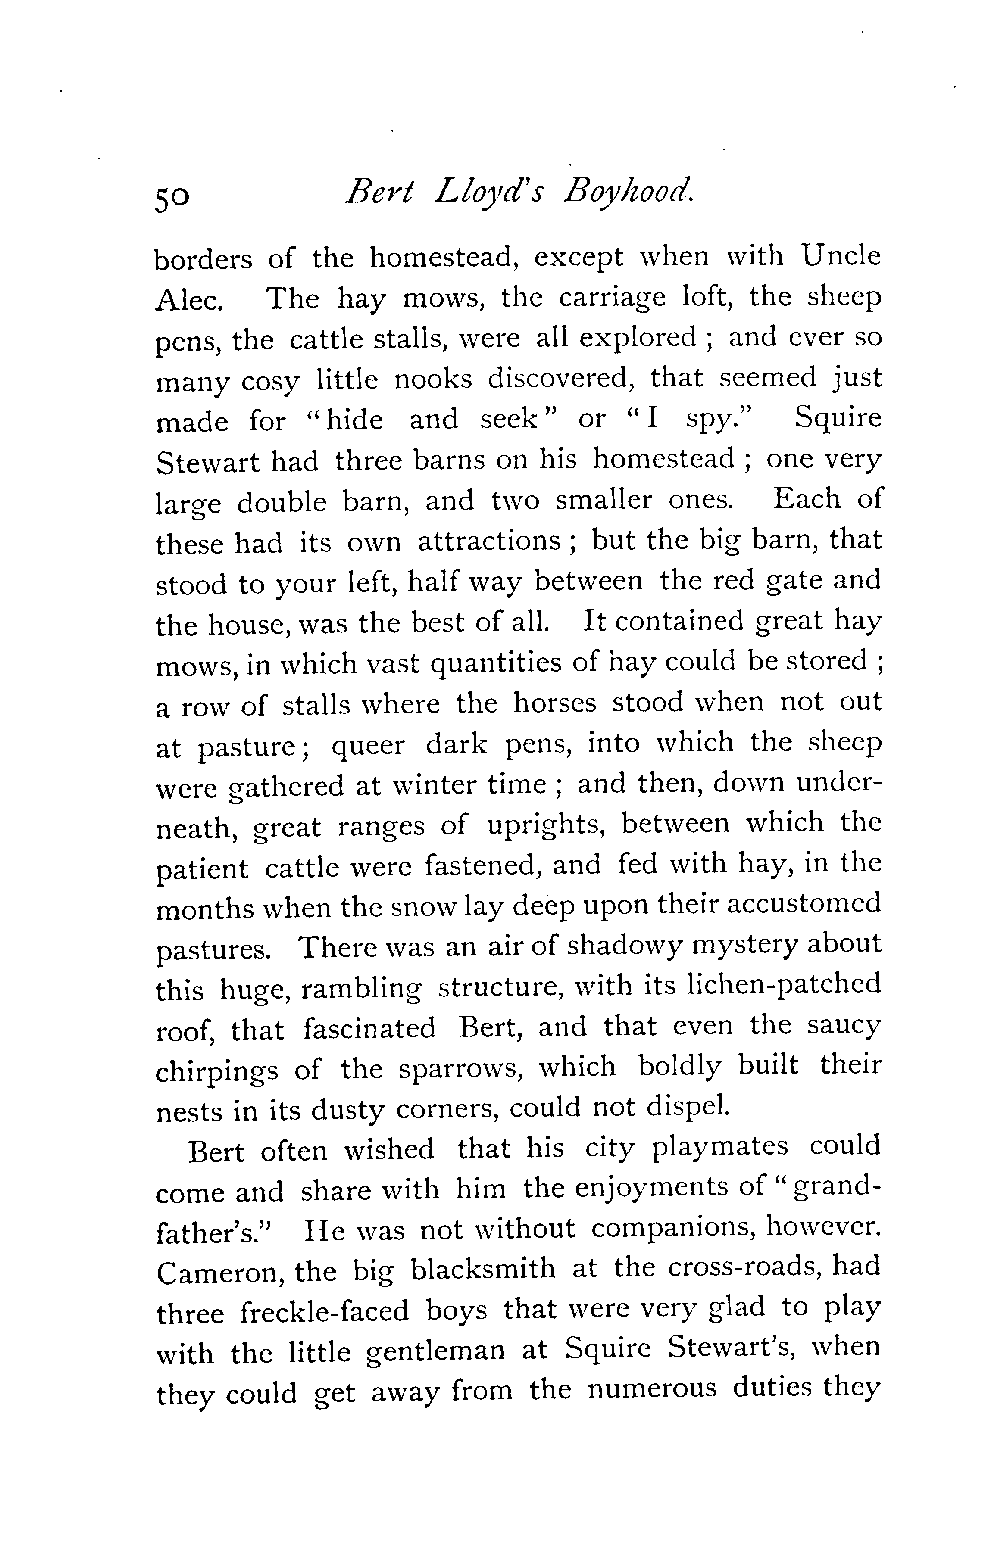 50 Bert Lloyd's Boyhood.
borders of the homestead, except when with Uncle
Alec. The hay mows, the carriage loft, the sheep
pens, the cattle stalls, were all explored ; and ever so
many cosy little nooks discovered, that seemed just
made for “ hide and seek ” or “ I spy.” Squire
Stewart had three barns on his homestead ; one very
large double barn, and two smaller ones. Each of
these had its own attractions ; but the big barn, that
stood to your left, half way between the red gate and
the house, was the best of all. It contained great hay
mows, in which vast quantities of hay could be stored ;
a row of stalls where the horses stood when not out
at pasture ; queer dark pens, into which the sheep
were gathered at winter time ; and then, down under-
neath, great ranges of uprights, between which the
patient cattle were fastened, and fed with hay, in the
months when the snow lay deep upon their accustomed
pastures. There was an air of shadowy mystery about
this huge, rambling structure, with its lichen-patched
roof, that fascinated Bert, and that even the saucy
chirpings of the sparrows, which boldly built their
nests in its dusty corners, could not dispel.
Bert often wished that his city playmates could
come and share with him the enjoyments of “ grand-
father's.” He was not without companions, however.
Cameron, the big blacksmith at the cross-roads, had
three freckle-faced boys that were very glad to play
with the little gentleman at Squire Stewart's, when
they could get away from the numerous duties they